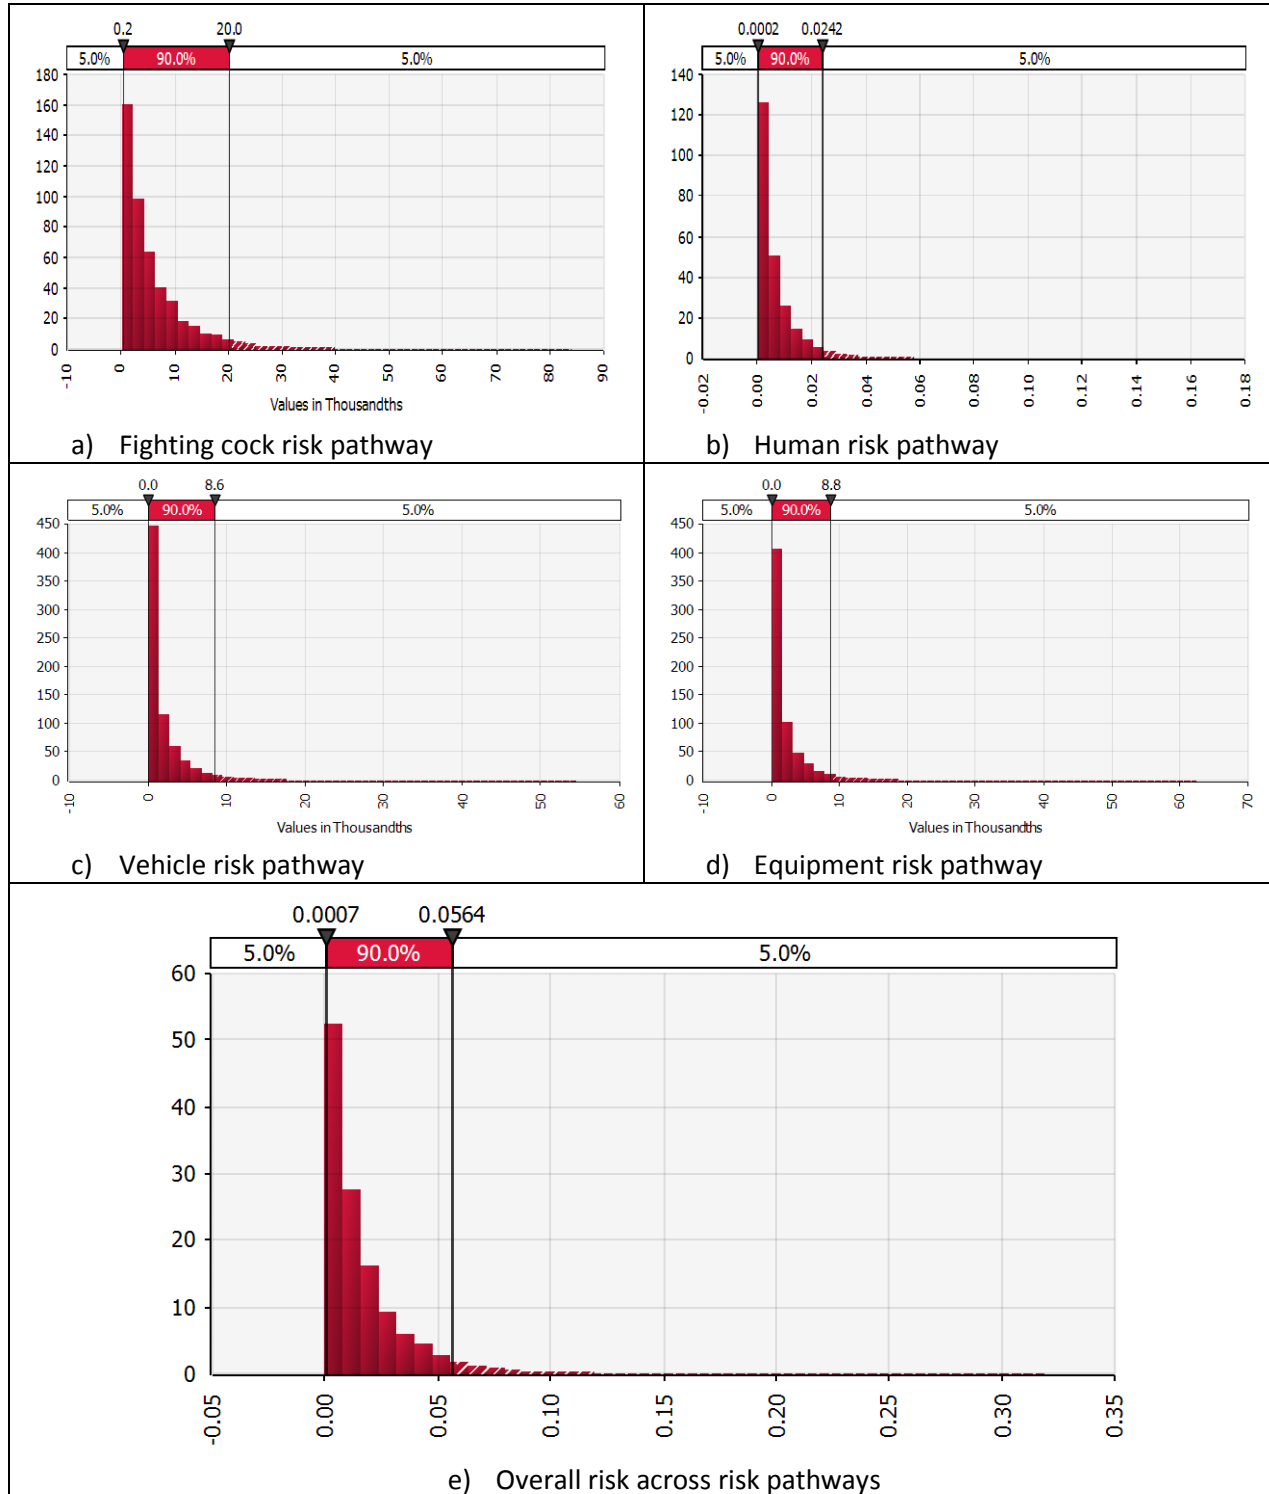 0.2 20.0
5.0% 90.0% 5.0%
180
160
140
120
100
80
60
40
20
0
-10 0 10 20 30 40 50 60 70 80 90
Values in Thousandths
a) Fighting cock risk pathway
0.0002 0.0242
5.0% 90.0% 5.0%
140
120
100
80
60
40
20
0
-0.02 0.00 0.02 0.04 0.06 0.08 0.10 0.12 0.14 0.16 0.18
b) Human risk pathway
0.0 8.6
5.0% 90.0% 5.0%
450
400
350
300
250
200
150
100
50
0
-10 0 10 20 30 40 50 60
Values in Thousandths
c) Vehicle risk pathway
0.0 8.8
5.0% 90.0% 5.0%
450
400
350
300
250
200
150
100
50
0
-10 0 10 20 30 40 50 60 70
Values in Thousandths
d) Equipment risk pathway
0.0007 0.0564
5.0% 90.0% 5.0%
60
50
40
30
20
10
0
-0.05 0.00 0.05 0.10 0.15 0.20 0.25 0.30 0.35
e) Overall risk across risk pathways